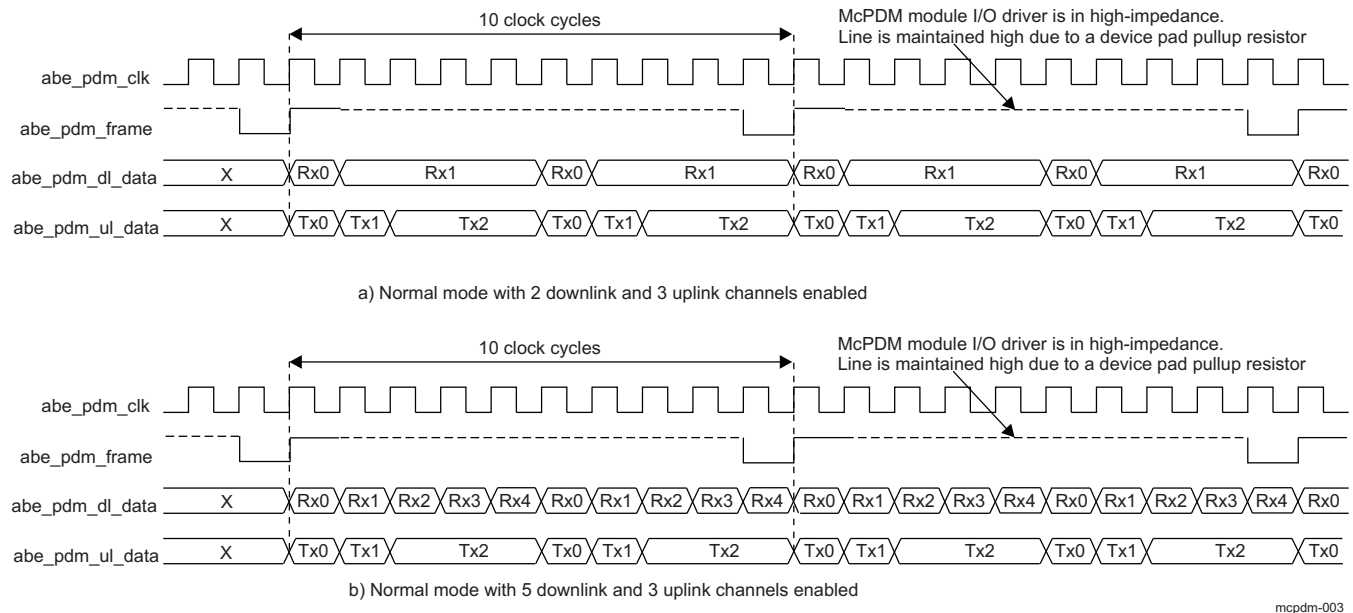 10 clock cycles
McPDM module I/O driver is in high-impedance.
Line is maintained high due to a device pad pullup resistor
abe_pdm_clk
abe_pdm_frame
abe_pdm_dl_data X Rx0 Rx1 Rx0 Rx1 Rx0 Rx1 Rx0 Rx1 Rx0
abe_pdm_ul_data X Tx0 Tx1 Tx2 Tx0 Tx1 Tx2 Tx0 Tx1 Tx2 Tx0 Tx1 Tx2 Tx0
a) Normal mode with 2 downlink and 3 uplink channels enabled
10 clock cycles
McPDM module I/O driver is in high-impedance.
Line is maintained high due to a device pad pullup resistor
abe_pdm_clk
abe_pdm_frame
abe_pdm_dl_data X Rx0 Rx1 Rx2 Rx3 Rx4 Rx0 Rx1 Rx2 Rx3 Rx4 Rx0 Rx1 Rx2 Rx3 Rx4 Rx0 Rx1 Rx2 Rx3 Rx4 Rx0
abe_pdm_ul_data X Tx0 Tx1 Tx2 Tx0 Tx1 Tx2 Tx0 Tx1 Tx2 Tx0 Tx1 Tx2 Tx0
b) Normal mode with 5 downlink and 3 uplink channels enabled
mcpdm-003